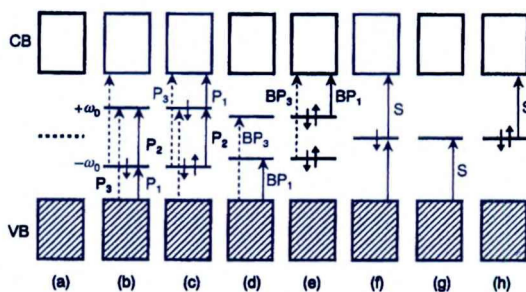 CB
P₃
P₁
BP₃
BP₁
S
S
+ω₀
P₂
P₂
BP₃
−ω₀
P₃
P₁
BP₁
S
S
VB
(a) (b) (c) (d) (e) (f) (g) (h)